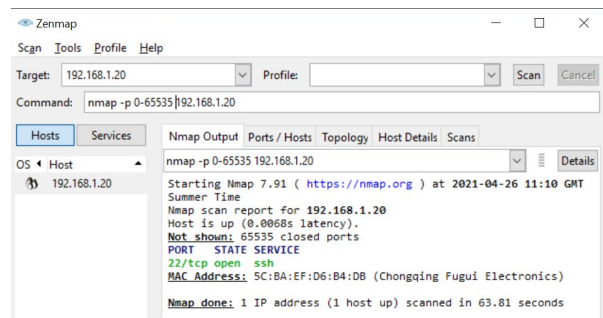 Zenmap
Scan Tools Profile Help
Target: 192.168.1.20 Profile: Scan Cancel
Command: nmap -p 0-65535 192.168.1.20
Hosts Services
Nmap Output Ports / Hosts Topology Host Details Scans
OS Host
nmap -p 0-65535 192.168.1.20 Details
192.168.1.20
Starting Nmap 7.91 ( https://nmap.org ) at 2021-04-26 11:10 GMT
Summer Time
Nmap scan report for 192.168.1.20
Host is up (0.0068s latency).
Not shown: 65535 closed ports
PORT STATE SERVICE
22/tcp open ssh
MAC Address: 5C:BA:EF:D6:B4:DB (Chongqing Fugui Electronics)
Nmap done: 1 IP address (1 host up) scanned in 63.81 seconds